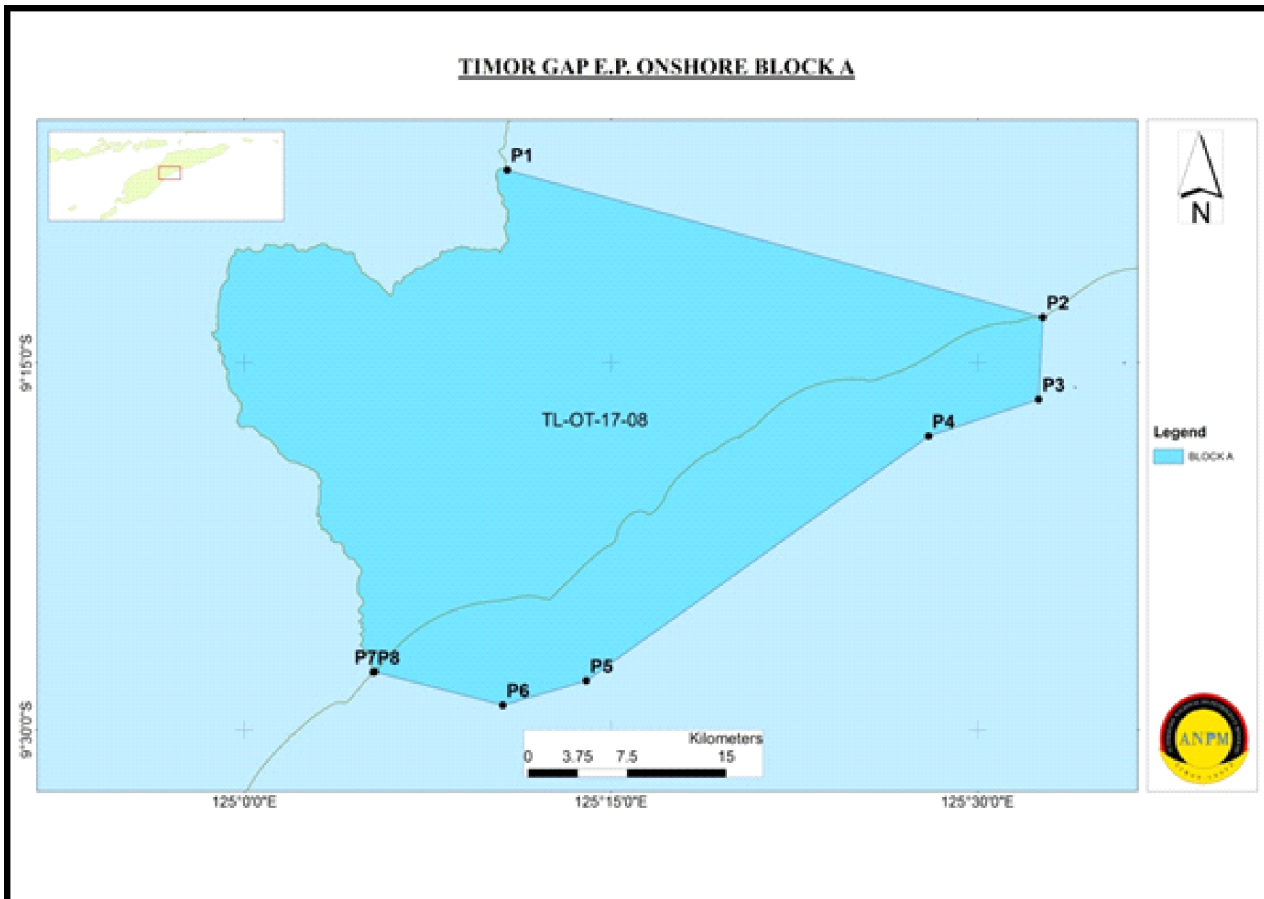 TIMOR GAP E.P. ONSHORE BLOCK A
P1
P2
9°15'0"S
P3
P4
TL-OT-17-08
Legend
BLOCK A
P7P8
P5
P6
9°30'0"S
Kilometers
0 3.75 7.5 15
125°0'0"E 125°15'0"E 125°30'0"E
N
ANPM